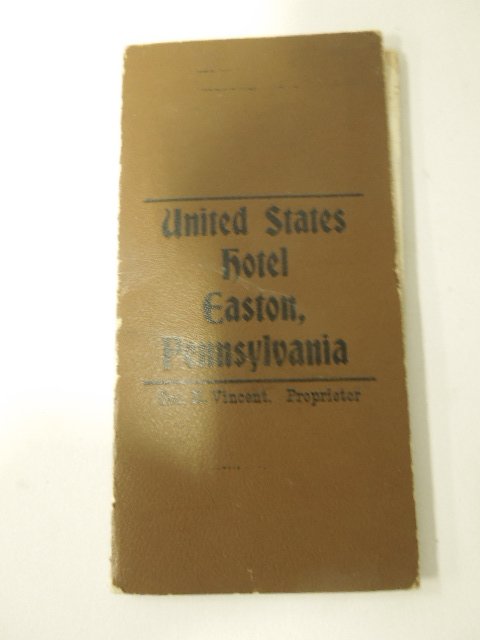 United States
Hotel
Easton,
Pennsylvania
Vincent. Proprietor